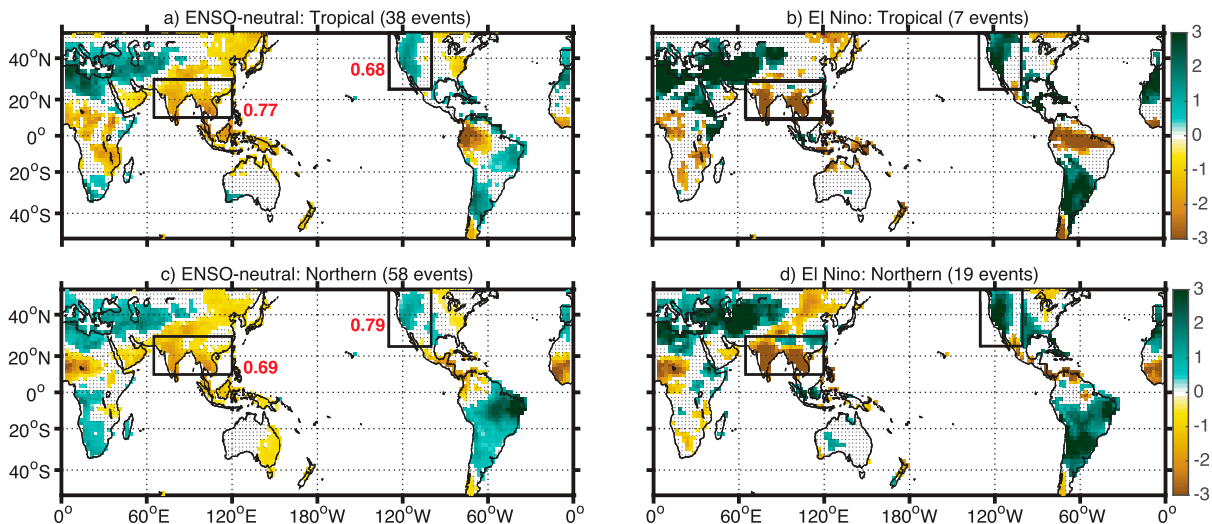 a) ENSO-neutral: Tropical (38 events)
b) El Nino: Tropical (7 events)
40°N
20°N
0°
20°S
40°S
0.68
0.77
3
2
1
0
-1
-2
-3
c) ENSO-neutral: Northern (58 events)
d) El Nino: Northern (19 events)
40°N
20°N
0°
20°S
40°S
0.79
0.69
3
2
1
0
-1
-2
-3
0° 60°E 120°E 180°W 120°W 60°W 0°
0° 60°E 120°E 180°W 120°W 60°W 0°